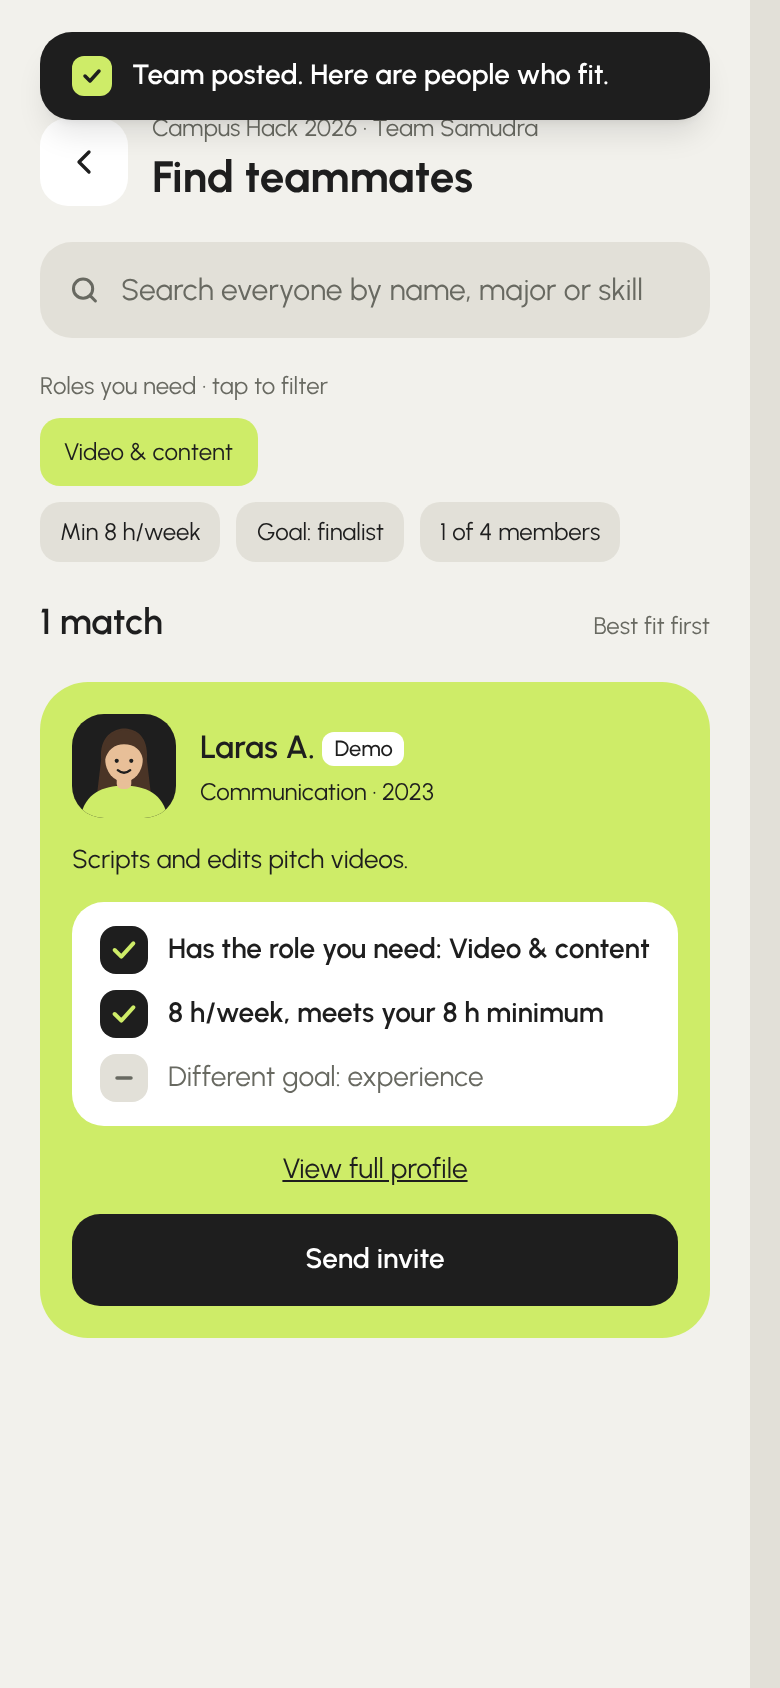 Team posted. Here are people who fit.
Campus Hack 2026 · Team Samudra
Find teammates
Search everyone by name, major or skill
Roles you need · tap to filter
Video & content
Min 8 h/week
Goal: finalist
1 of 4 members
1 match
Best fit first
Laras A.
Demo
Communication · 2023
Scripts and edits pitch videos.
Has the role you need: Video & content
8 h/week, meets your 8 h minimum
Different goal: experience
View full profile
Send invite